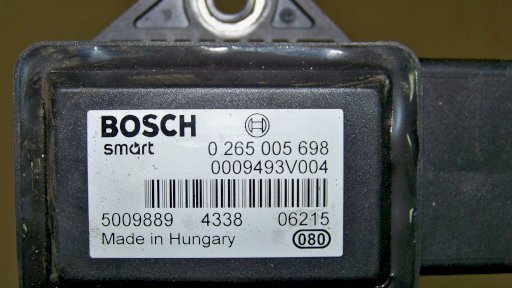 BOSCH
smart 0 265 005 698
0009493V004
5009889 4338 06215
Made in Hungary 080